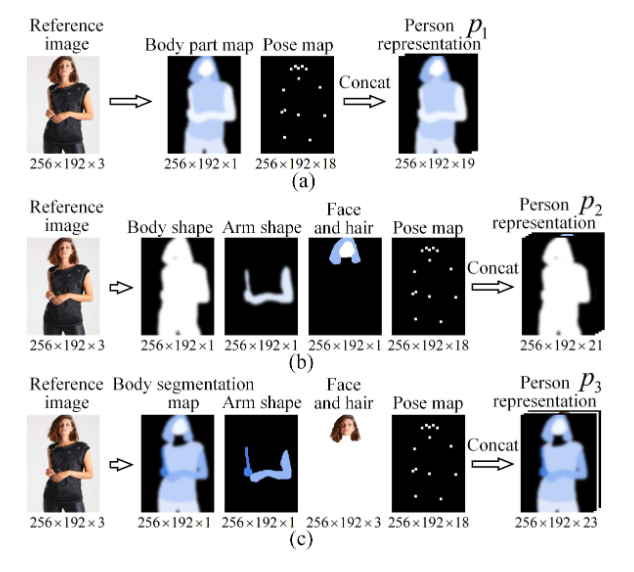 Reference image
Body part map
Pose map
Person representation p1
Concat
256×192×3
256×192×1
256×192×18
256×192×19
(a)
Reference image
Body shape
Arm shape
Face and hair
Pose map
Person representation p2
Concat
256×192×3
256×192×1
256×192×1
256×192×1
256×192×18
256×192×21
(b)
Reference image
Body segmentation map
Arm shape
Face and hair
Pose map
Person representation p3
Concat
256×192×3
256×192×1
256×192×1
256×192×3
256×192×18
256×192×23
(c)